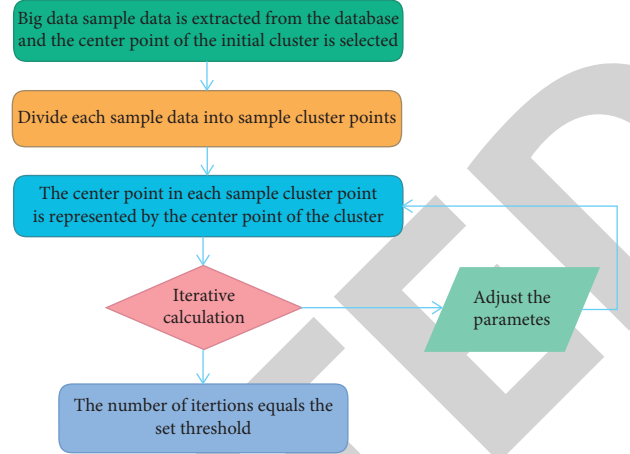 Big data sample data is extracted from the database
and the center point of the initial cluster is selected
Divide each sample data into sample cluster points
The center point in each sample cluster point
is represented by the center point of the cluster
Iterative
calculation
Adjust the
parametes
The number of itertions equals the
set threshold